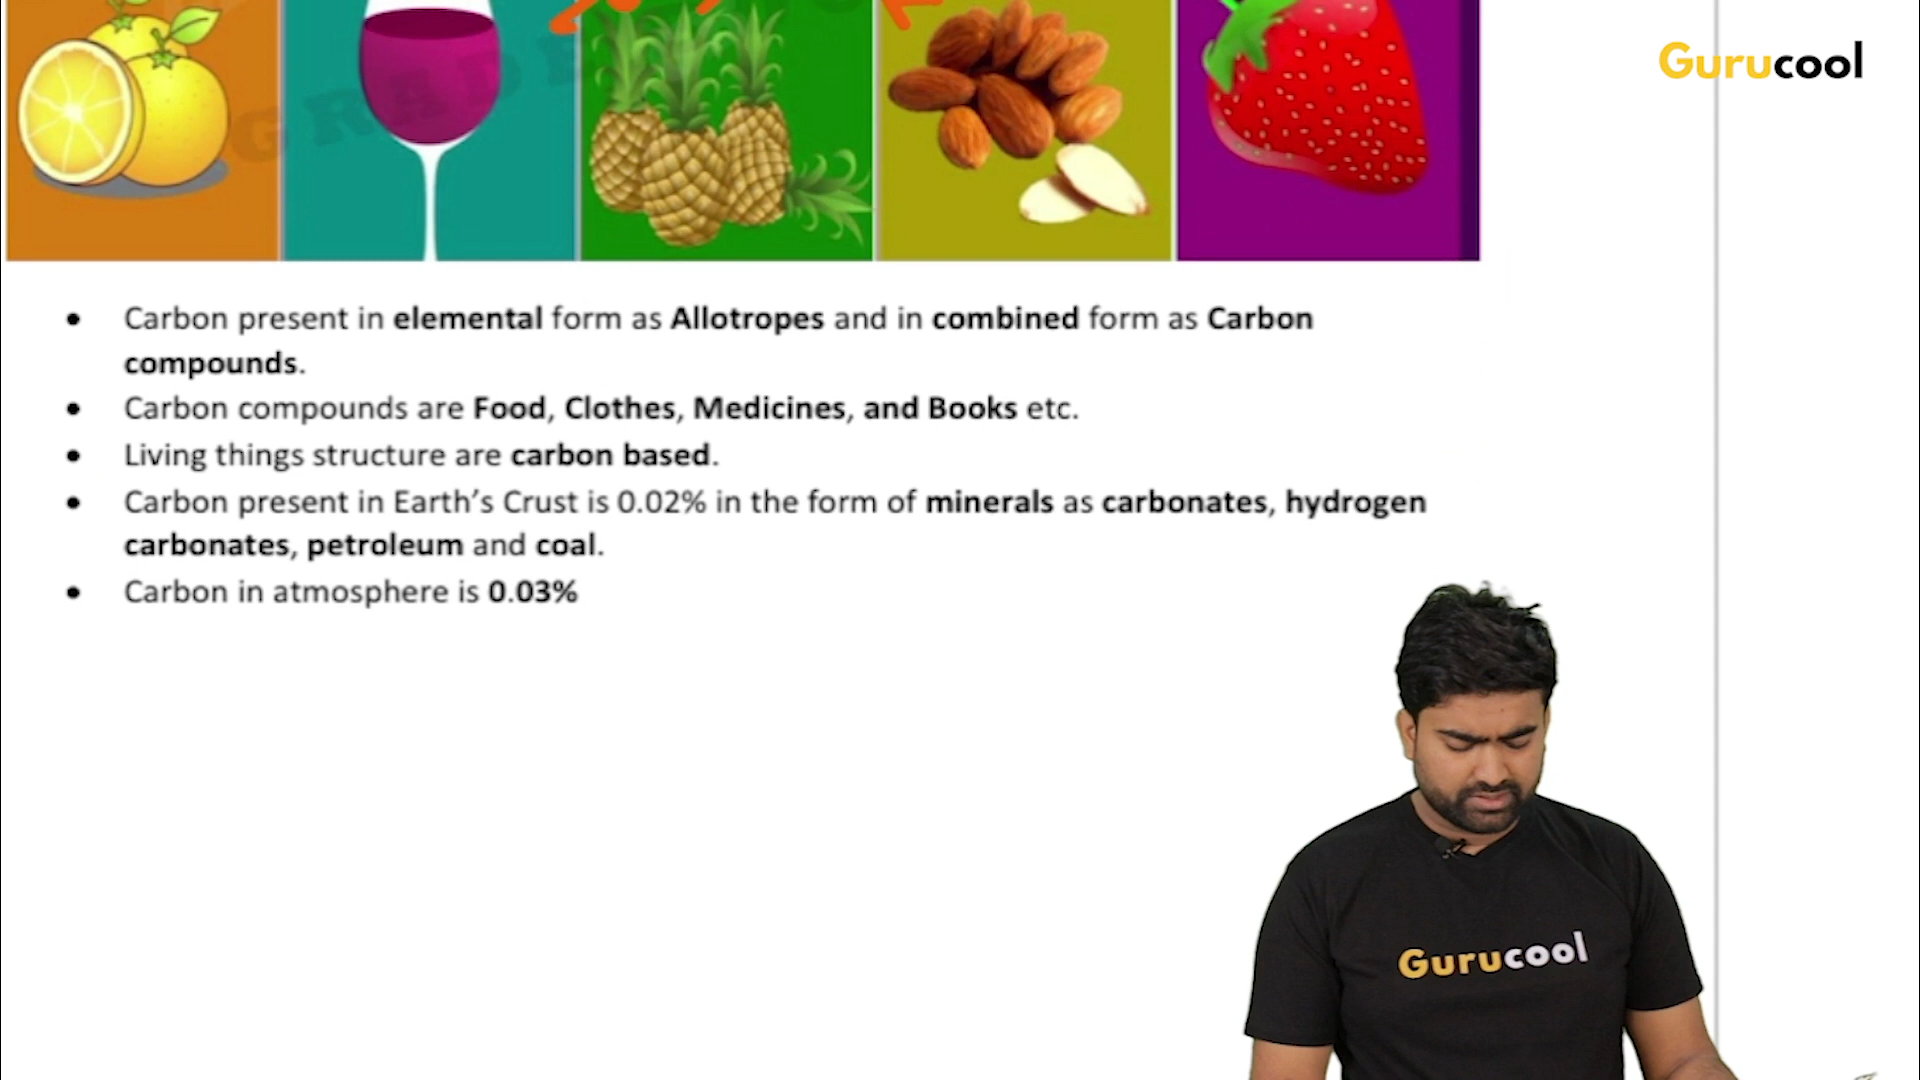 Gurucool
GRADE
• Carbon present in elemental form as Allotropes and in combined form as Carbon
compounds.
• Carbon compounds are Food, Clothes, Medicines, and Books etc.
• Living things structure are carbon based.
• Carbon present in Earth’s Crust is 0.02% in the form of minerals as carbonates, hydrogen
carbonates, petroleum and coal.
• Carbon in atmosphere is 0.03%
Gurucool